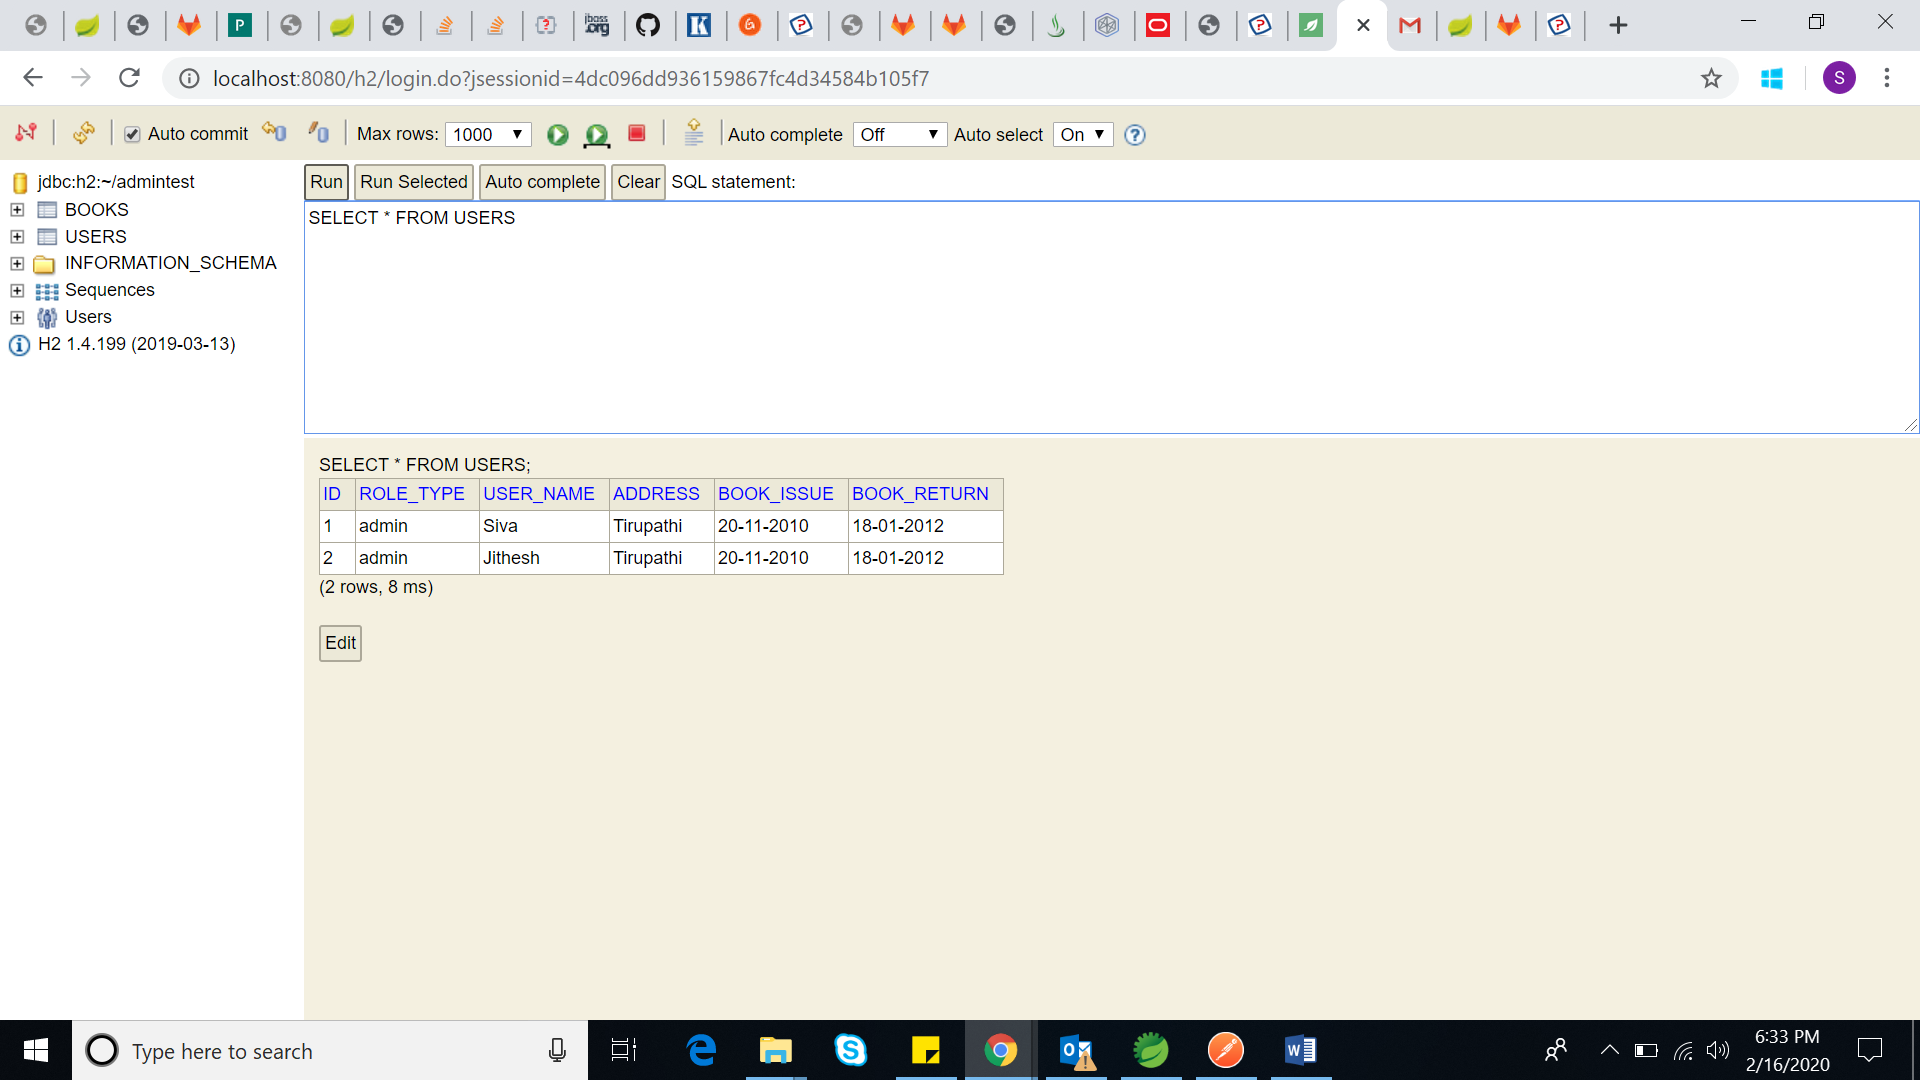 P
jboss
.org
K
localhost:8080/h2/login.do?jsessionid=4dc096dd936159867fc4d34584b105f7
S
Auto commit
Max rows: 1000
Auto complete Off Auto select On
jdbc:h2:~/admintest
BOOKS
USERS
INFORMATION_SCHEMA
Sequences
Users
H2 1.4.199 (2019-03-13)
Run Run Selected Auto complete Clear SQL statement:
SELECT * FROM USERS
SELECT * FROM USERS;
ID ROLE_TYPE USER_NAME ADDRESS BOOK_ISSUE BOOK_RETURN
1 admin Siva Tirupathi 20-11-2010 18-01-2012
2 admin Jithesh Tirupathi 20-11-2010 18-01-2012
(2 rows, 8 ms)
Edit
Type here to search
6:33 PM
2/16/2020